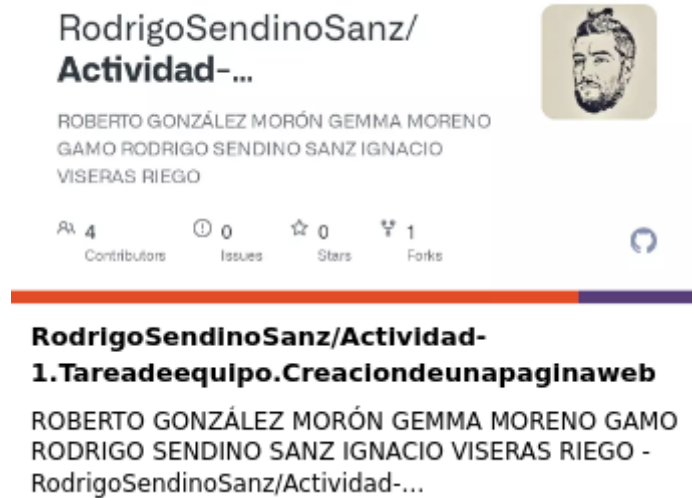 RodrigoSendinoSanz/
Actividad-...
ROBERTO GONZÁLEZ MORÓN GEMMA MORENO
GAMO RODRIGO SENDINO SANZ IGNACIO
VISERAS RIEGO
4 Contributors 0 Issues 0 Stars 1 Forks
RodrigoSendinoSanz/Actividad-
1.Tareadeequipo.Creaciondeunapaginaweb
ROBERTO GONZÁLEZ MORÓN GEMMA MORENO GAMO
RODRIGO SENDINO SANZ IGNACIO VISERAS RIEGO -
RodrigoSendinoSanz/Actividad-...